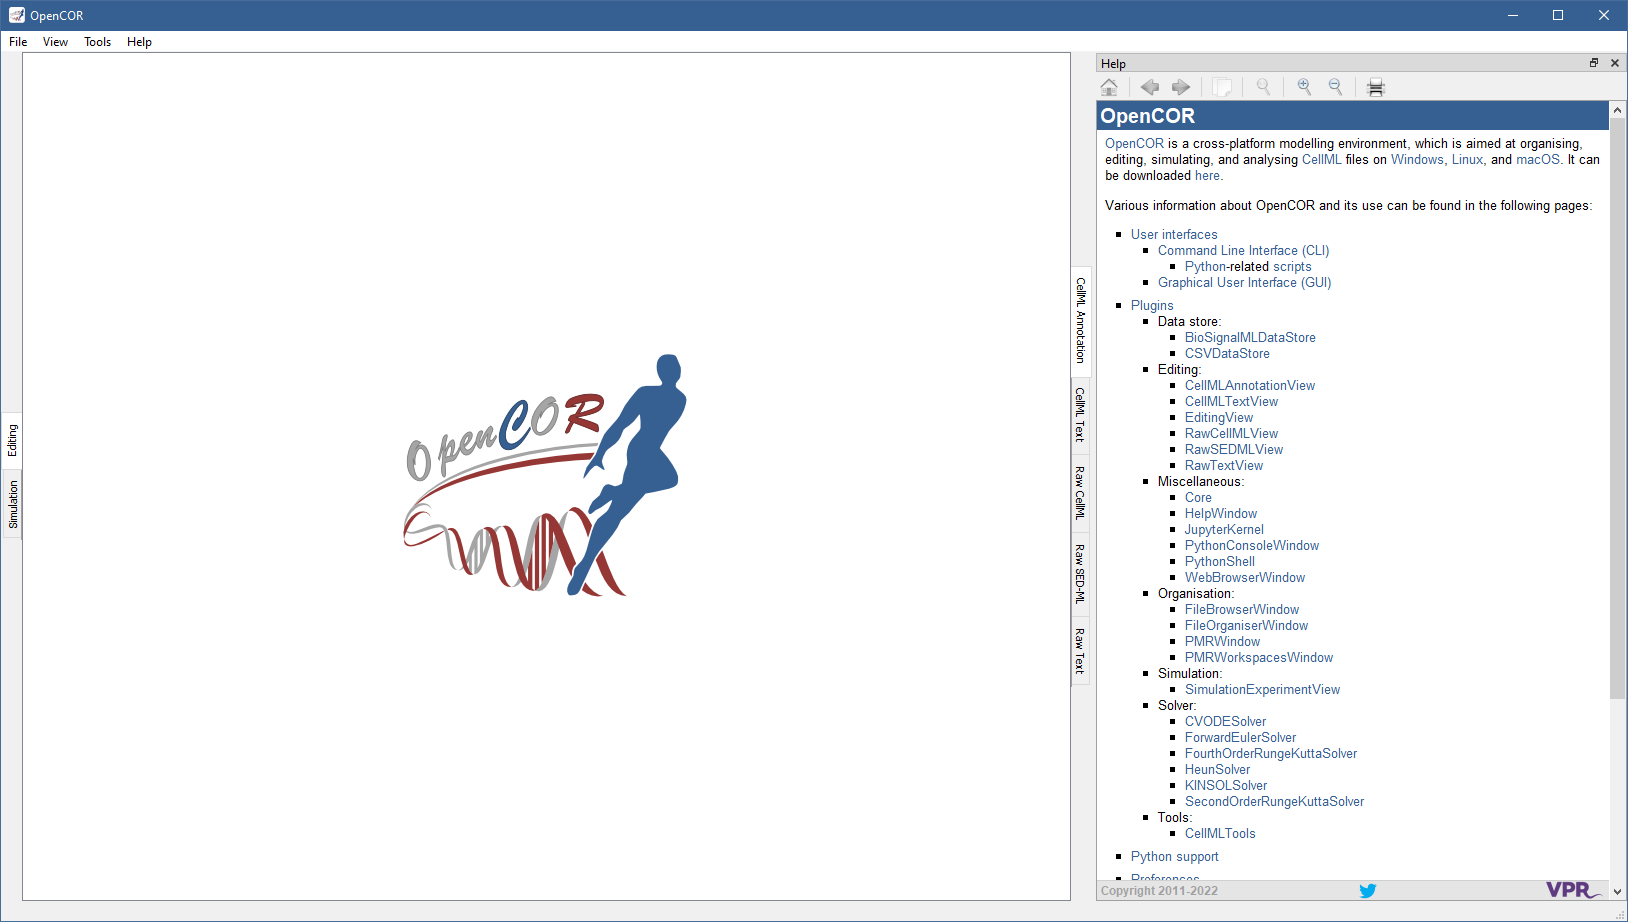 OpenCOR
File View Tools Help
Help
Editing
Simulation
OpenCOR
CellML Annotation
CellML Text
Raw CellML
Raw SED-ML
Raw Text
OpenCOR
OpenCOR is a cross-platform modelling environment, which is aimed at organising,
editing, simulating, and analysing CellML files on Windows, Linux, and macOS. It can
be downloaded here.
Various information about OpenCOR and its use can be found in the following pages:
User interfaces
Command Line Interface (CLI)
Python-related scripts
Graphical User Interface (GUI)
Plugins
Data store:
BioSignalMLDataStore
CSVDataStore
Editing:
CellMLAnnotationView
CellMLTextView
EditingView
RawCellMLView
RawSEDMLView
RawTextView
Miscellaneous:
Core
HelpWindow
JupyterKernel
PythonConsoleWindow
PythonShell
WebBrowserWindow
Organisation:
FileBrowserWindow
FileOrganiserWindow
PMRWindow
PMRWorkspacesWindow
Simulation:
SimulationExperimentView
Solver:
CVODESolver
ForwardEulerSolver
FourthOrderRungeKuttaSolver
HeunSolver
KINSOLSolver
SecondOrderRungeKuttaSolver
Tools:
CellMLTools
Python support
Preferences
Copyright 2011-2022
VPR